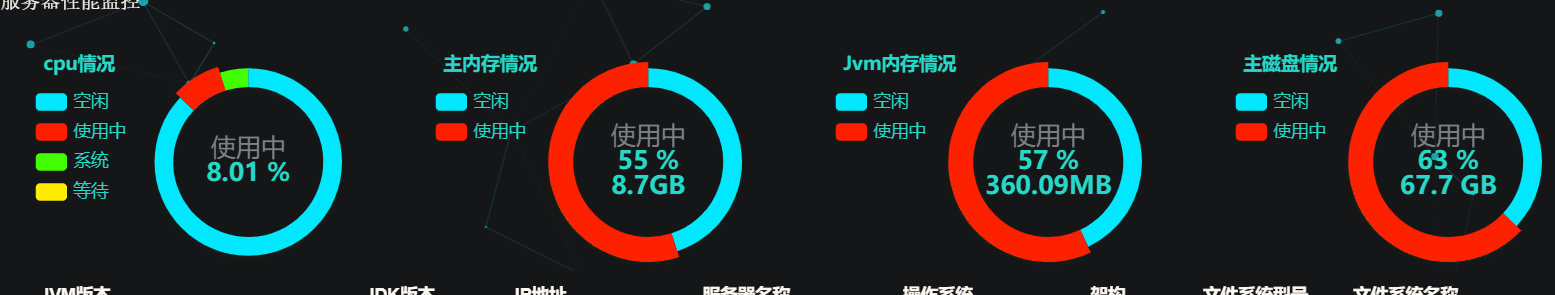 服务器性能监控
cpu情况
空闲
使用中
系统
等待
使用中
8.01 %
主内存情况
空闲
使用中
使用中
55 %
8.7GB
Jvm内存情况
空闲
使用中
使用中
57 %
360.09MB
主磁盘情况
空闲
使用中
使用中
63 %
67.7 GB
JVM版本 JDK版本 IP地址 服务器名称 操作系统 架构 文件系统型号 文件系统名称